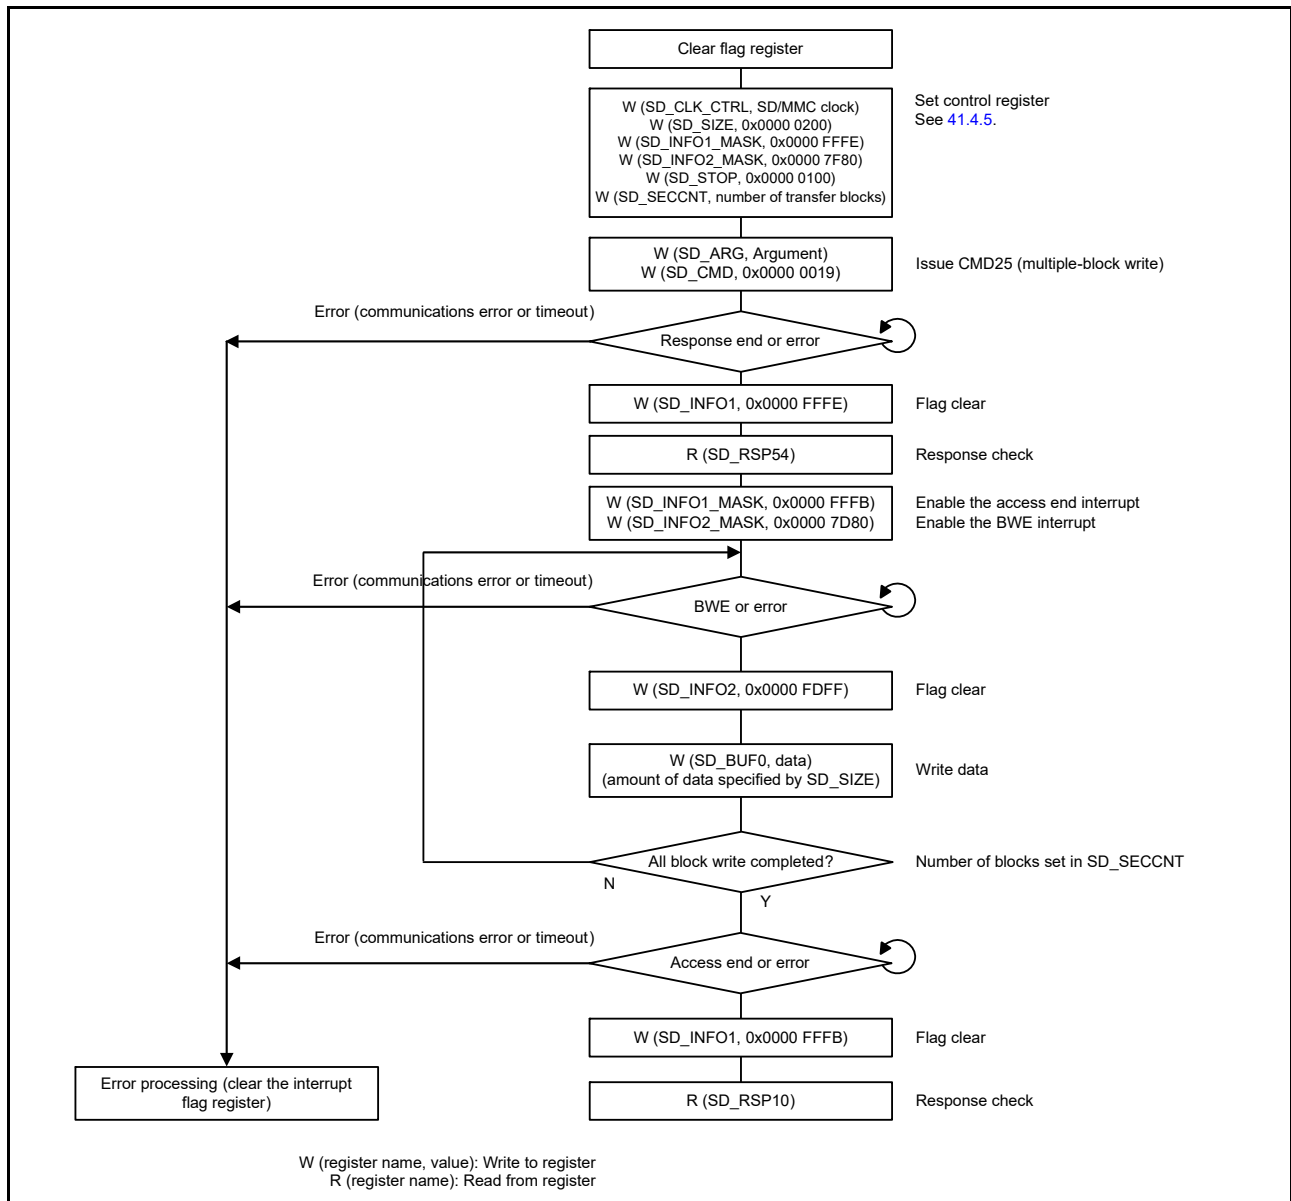 Clear flag register
W (SD_CLK_CTRL, SD/MMC clock)
W (SD_SIZE, 0x0000 0200)
W (SD_INFO1_MASK, 0x0000 FFFE)
W (SD_INFO2_MASK, 0x0000 7F80)
W (SD_STOP, 0x0000 0100)
W (SD_SECCNT, number of transfer blocks)
Set control register
See 41.4.5.
W (SD_ARG, Argument)
W (SD_CMD, 0x0000 0019)
Issue CMD25 (multiple-block write)
Error (communications error or timeout)
Response end or error
W (SD_INFO1, 0x0000 FFFE)
Flag clear
R (SD_RSP54)
Response check
W (SD_INFO1_MASK, 0x0000 FFFB)
W (SD_INFO2_MASK, 0x0000 7D80)
Enable the access end interrupt
Enable the BWE interrupt
Error (communications error or timeout)
BWE or error
W (SD_INFO2, 0x0000 FDFF)
Flag clear
W (SD_BUF0, data)
(amount of data specified by SD_SIZE)
Write data
All block write completed?
Number of blocks set in SD_SECCNT
N
Y
Error (communications error or timeout)
Access end or error
W (SD_INFO1, 0x0000 FFFB)
Flag clear
Error processing (clear the interrupt
flag register)
R (SD_RSP10)
Response check
W (register name, value): Write to register
R (register name): Read from register